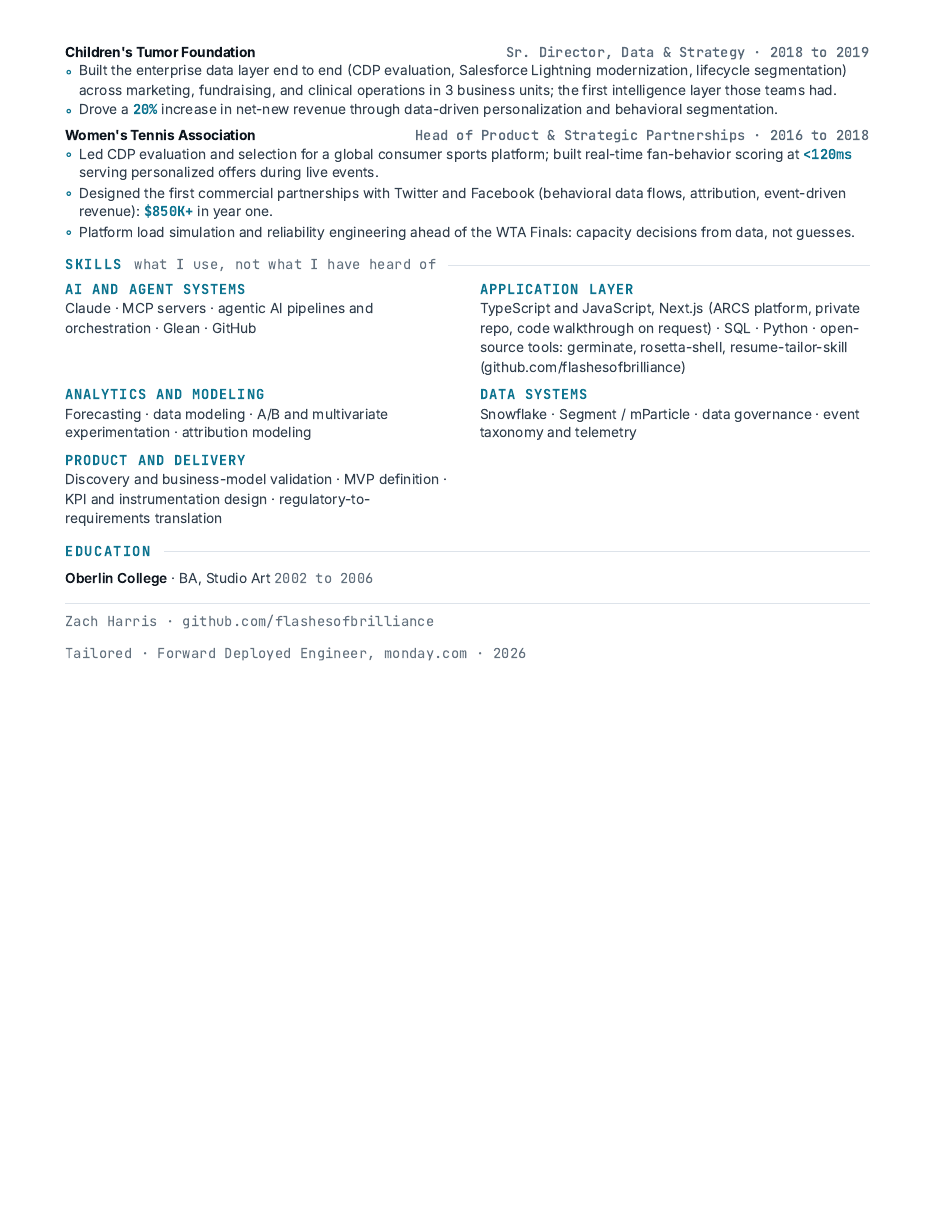 Children's Tumor Foundation Sr. Director, Data & Strategy · 2018 to 2019
Built the enterprise data layer end to end (CDP evaluation, Salesforce Lightning modernization, lifecycle segmentation)
across marketing, fundraising, and clinical operations in 3 business units; the first intelligence layer those teams had.
Drove a 20% increase in net-new revenue through data-driven personalization and behavioral segmentation.
Women's Tennis Association Head of Product & Strategic Partnerships · 2016 to 2018
Led CDP evaluation and selection for a global consumer sports platform; built real-time fan-behavior scoring at <120ms
serving personalized offers during live events.
Designed the first commercial partnerships with Twitter and Facebook (behavioral data flows, attribution, event-driven
revenue): $850K+ in year one.
Platform load simulation and reliability engineering ahead of the WTA Finals: capacity decisions from data, not guesses.
SKILLS what I use, not what I have heard of
AI AND AGENT SYSTEMS
Claude · MCP servers · agentic AI pipelines and
orchestration · Glean · GitHub
APPLICATION LAYER
TypeScript and JavaScript, Next.js (ARCS platform, private
repo, code walkthrough on request) · SQL · Python · open-
source tools: germinate, rosetta-shell, resume-tailor-skill
(github.com/flashesofbrilliance)
ANALYTICS AND MODELING
Forecasting · data modeling · A/B and multivariate
experimentation · attribution modeling
DATA SYSTEMS
Snowflake · Segment / mParticle · data governance · event
taxonomy and telemetry
PRODUCT AND DELIVERY
Discovery and business-model validation · MVP definition ·
KPI and instrumentation design · regulatory-to-
requirements translation
EDUCATION
Oberlin College · BA, Studio Art 2002 to 2006
Zach Harris · github.com/flashesofbrilliance
Tailored · Forward Deployed Engineer, monday.com · 2026